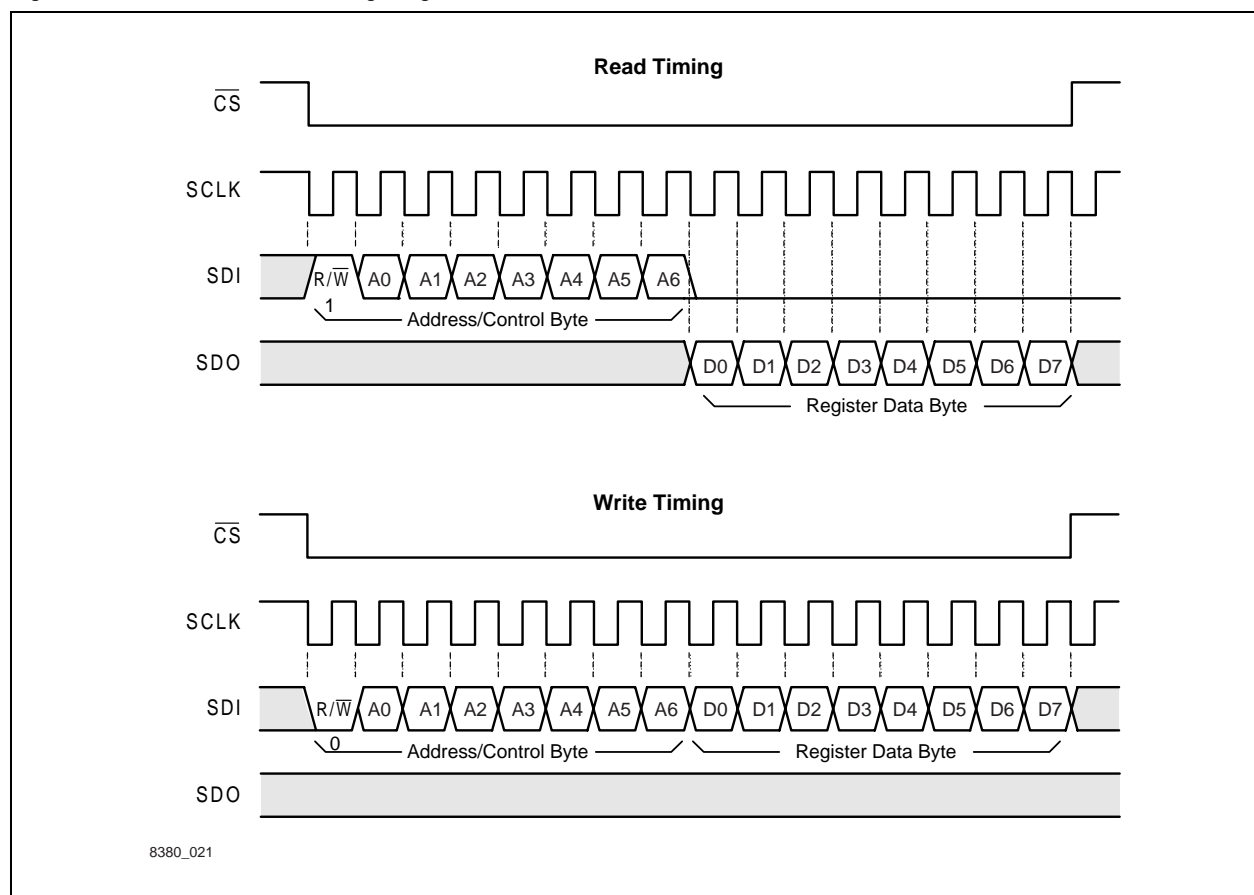 Read Timing
CS
SCLK
SDI R/W A0 A1 A2 A3 A4 A5 A6
1
Address/Control Byte
SDO D0 D1 D2 D3 D4 D5 D6 D7
Register Data Byte
Write Timing
CS
SCLK
SDI R/W A0 A1 A2 A3 A4 A5 A6 D0 D1 D2 D3 D4 D5 D6 D7
0
Address/Control Byte Register Data Byte
SDO
8380_021